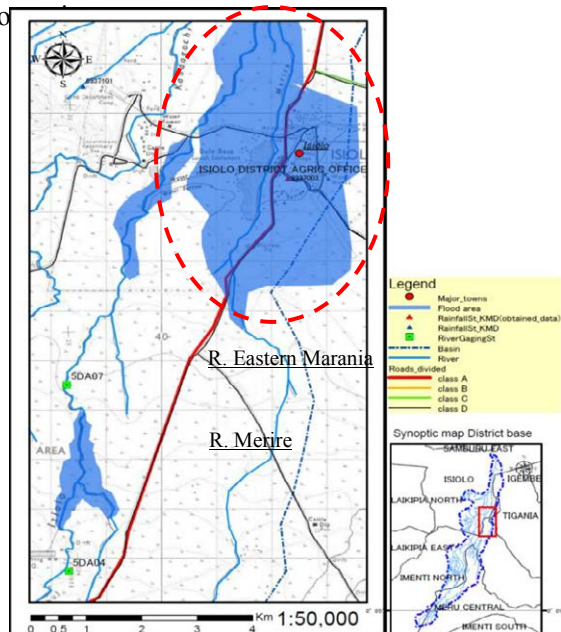 N
W E
S
5937101
Isiolo
ISIOLO
ISIOLO DISTRICT AGRIC OFFICE
R. Eastern Marania
5DA07
AREA
R. Merire
Isiolo
5DA04
0 0.5 1 2 3 4 Km 1:50,000
Legend
Major_towns
Flood area
RainfallSt_KMD(obtained_data)
RainfallSt_KMD
RiverGagingSt
Basin
River
Roads_divided
class A
class B
class C
class D
Synoptic map District base
SAMBURU EAST
ISIOLO
IGEMBE
LAIKIPIA NORTH
TIGANIA
LAIKIPIA EAST
IMENTI NORTH
MERU CENTRAL
IMENTI SOUTH